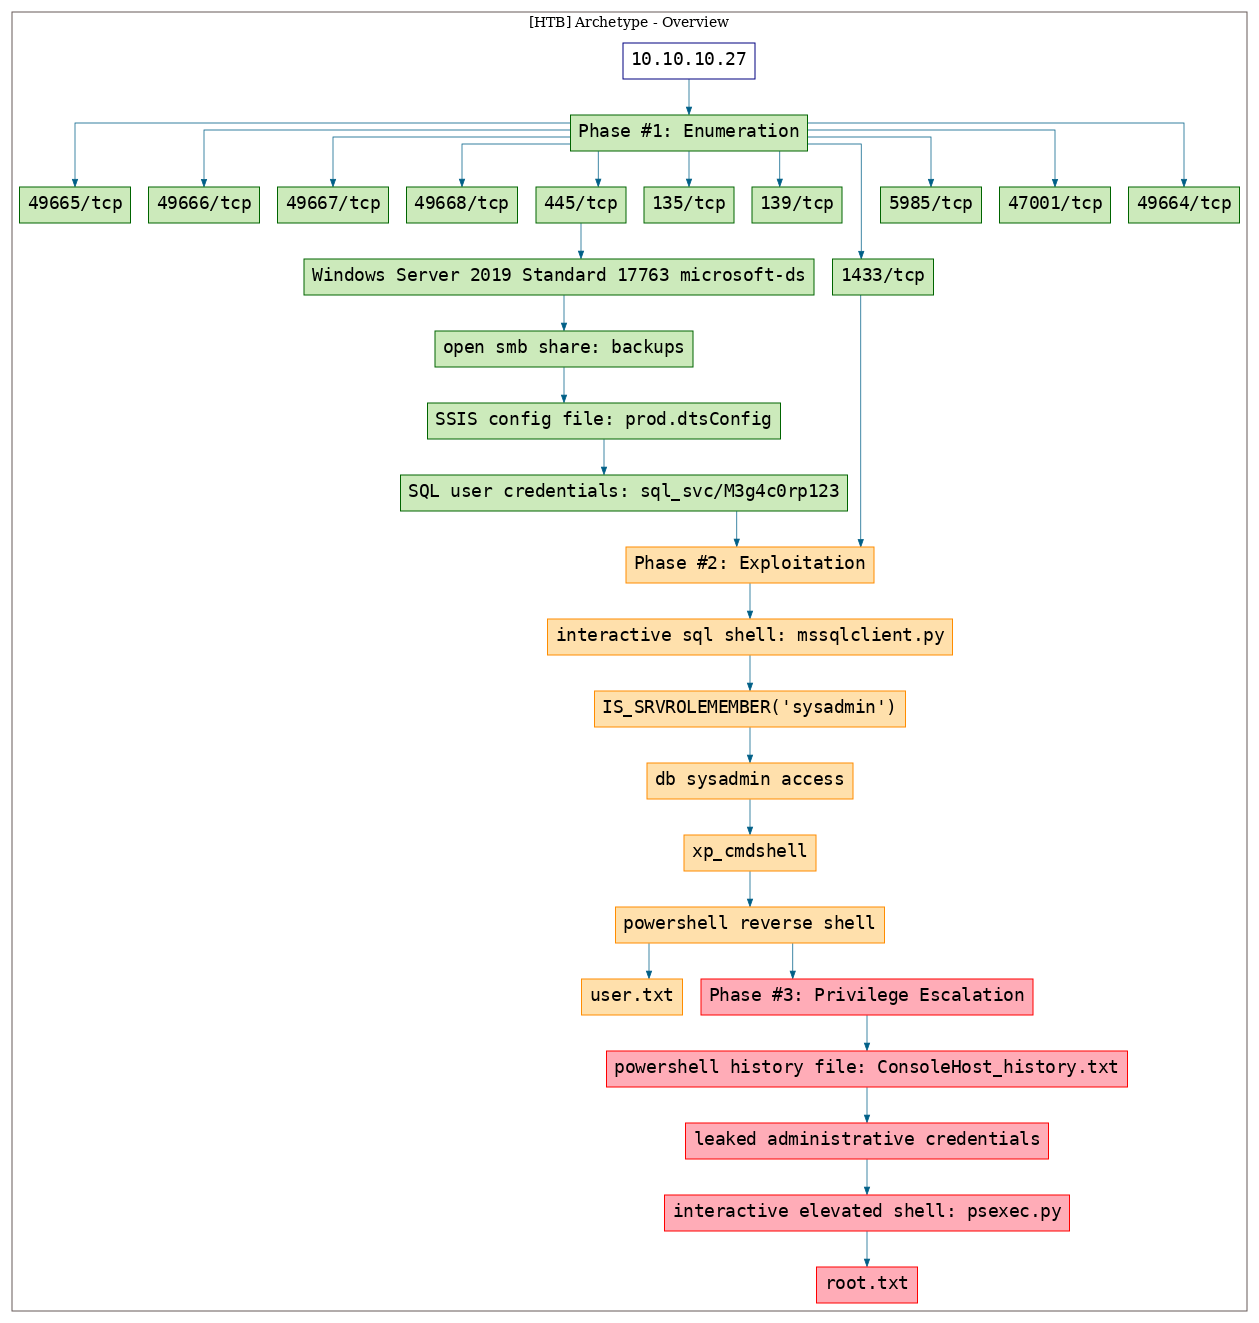 [HTB] Archetype - Overview
10.10.10.27
Phase #1: Enumeration
49665/tcp
49666/tcp
49667/tcp
49668/tcp
445/tcp
135/tcp
139/tcp
5985/tcp
47001/tcp
49664/tcp
Windows Server 2019 Standard 17763 microsoft-ds
1433/tcp
open smb share: backups
SSIS config file: prod.dtsConfig
SQL user credentials: sql_svc/M3g4c0rp123
Phase #2: Exploitation
interactive sql shell: mssqlclient.py
IS_SRVROLEMEMBER('sysadmin')
db sysadmin access
xp_cmdshell
powershell reverse shell
user.txt
Phase #3: Privilege Escalation
powershell history file: ConsoleHost_history.txt
leaked administrative credentials
interactive elevated shell: psexec.py
root.txt